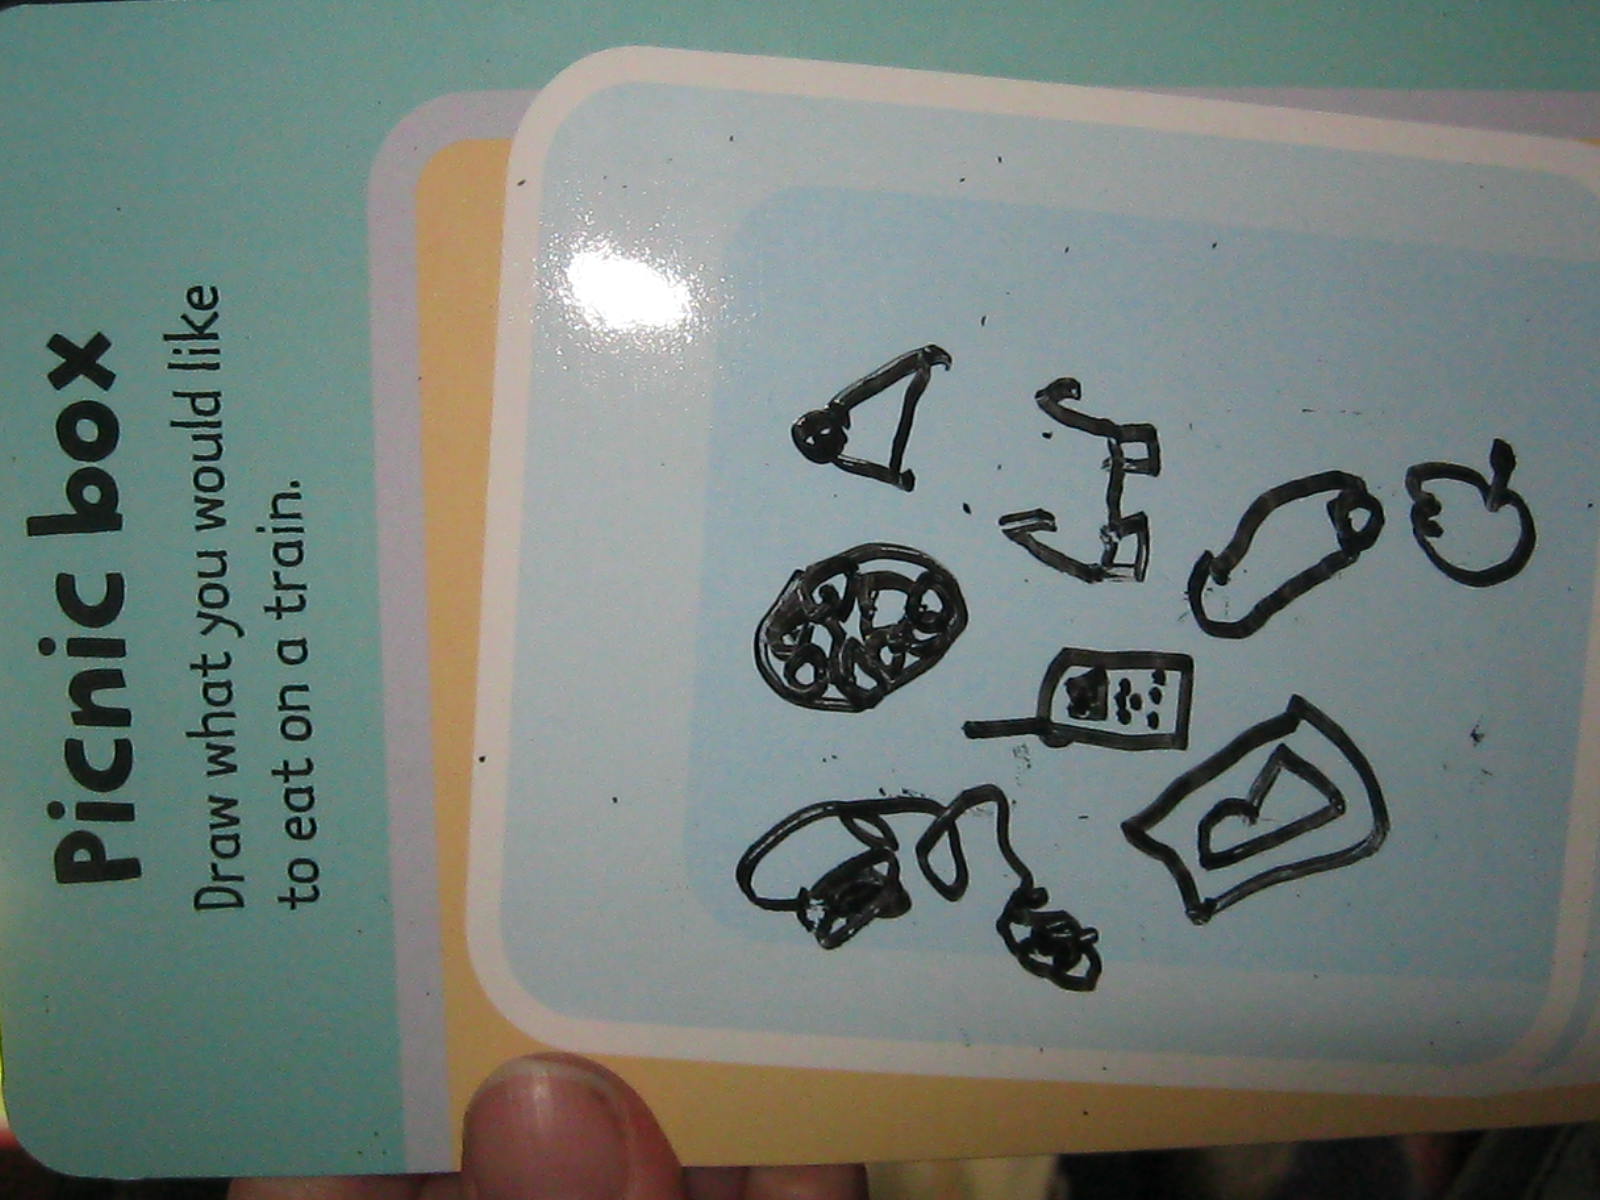 Picnic box
Draw what you would like
to eat on a train.